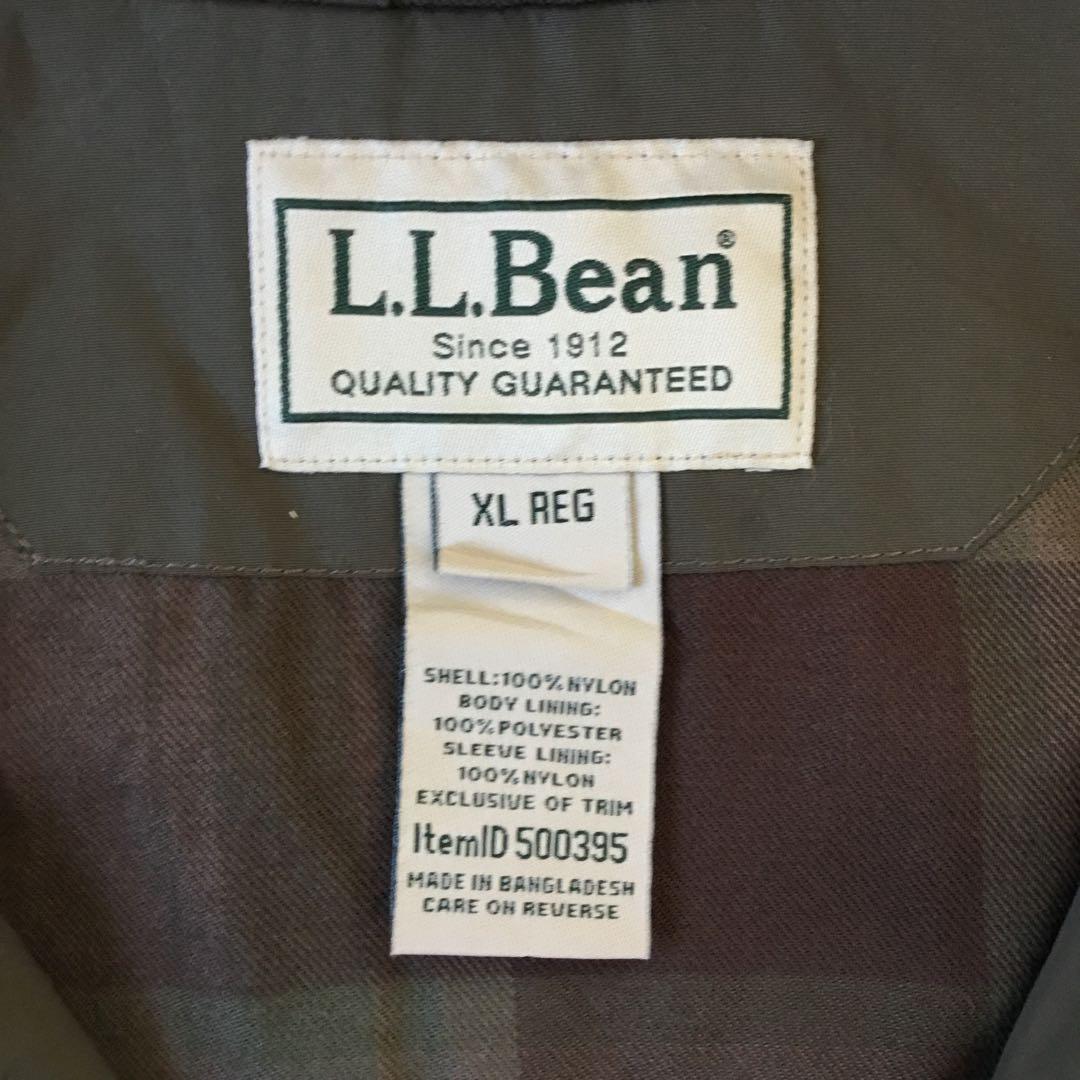 L.L.Bean®
Since 1912
QUALITY GUARANTEED
XL REG
SHELL:100% NYLON
BODY LINING:
100% POLYESTER
SLEEVE LINING:
100% NYLON
EXCLUSIVE OF TRIM
ItemID 500395
MADE IN BANGLADESH
CARE ON REVERSE